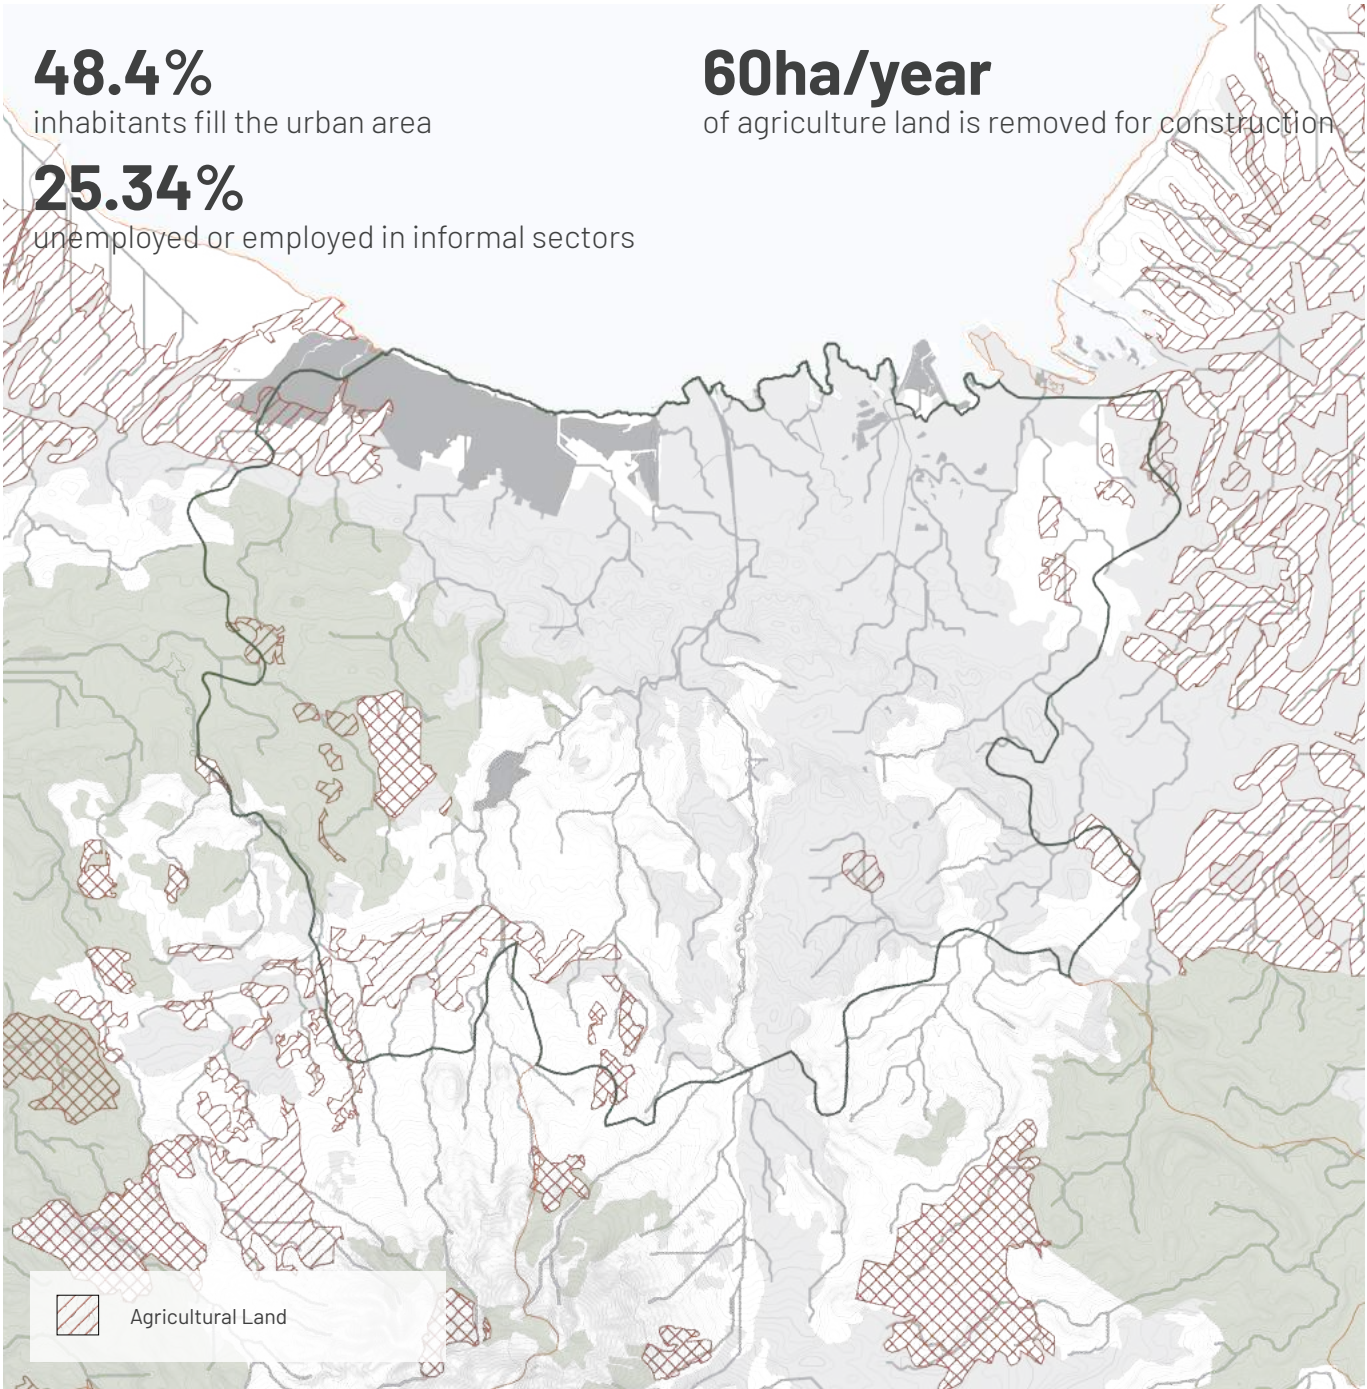 48.4%
inhabitants fill the urban area
25.34%
unemployed or employed in informal sectors
60ha/year
of agriculture land is removed for construction
Agricultural Land